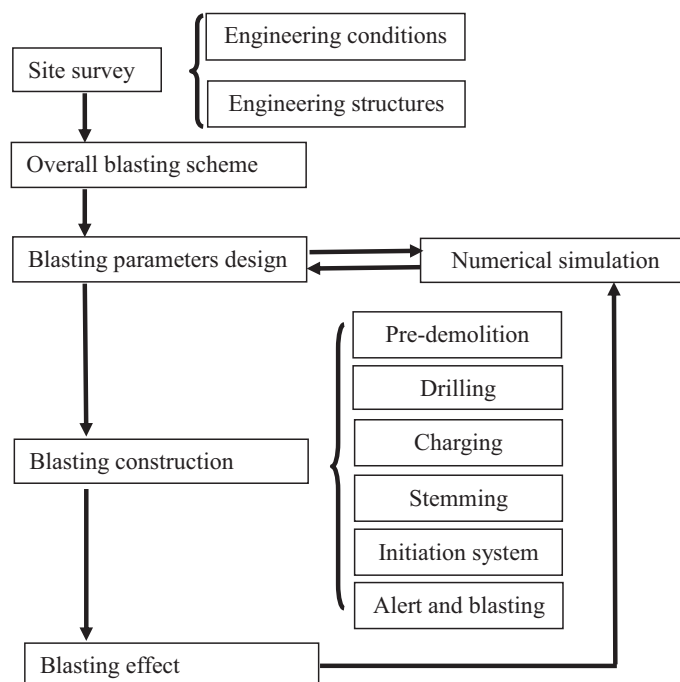 Engineering conditions
Site survey
Engineering structures
Overall blasting scheme
Blasting parameters design
Numerical simulation
Pre-demolition
Drilling
Charging
Blasting construction
Stemming
Initiation system
Alert and blasting
Blasting effect